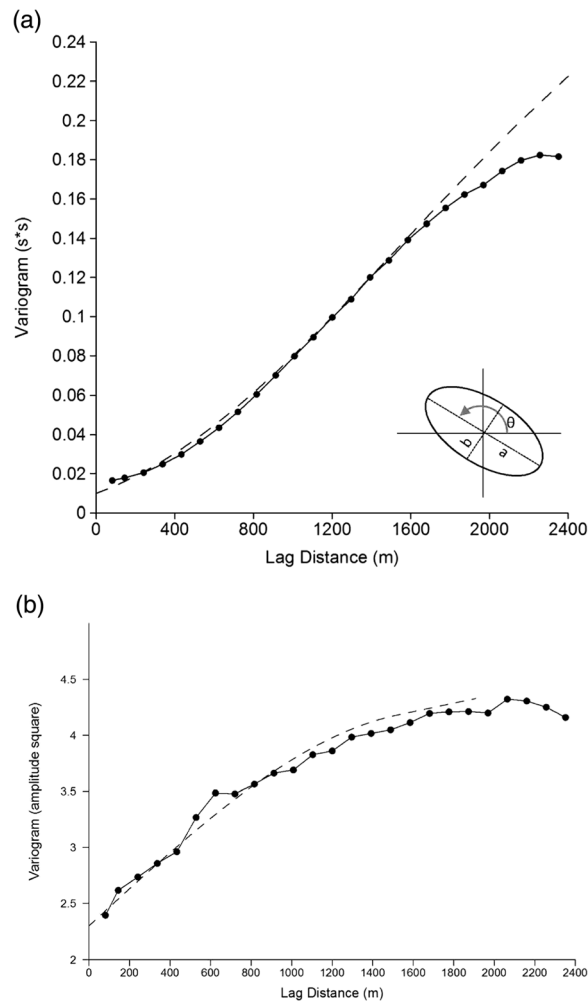 (a)
0.24
0.22
0.2
0.18
0.16
0.14
0.12
0.1
0.08
0.06
0.04
0.02
0
Variogram (s*s)
θ
b
a
0 400 800 1200 1600 2000 2400
Lag Distance (m)
(b)
4.5
4
3.5
3
2.5
2
Variogram (amplitude square)
0 200 400 600 800 1000 1200 1400 1600 1800 2000 2200 2400
Lag Distance (m)